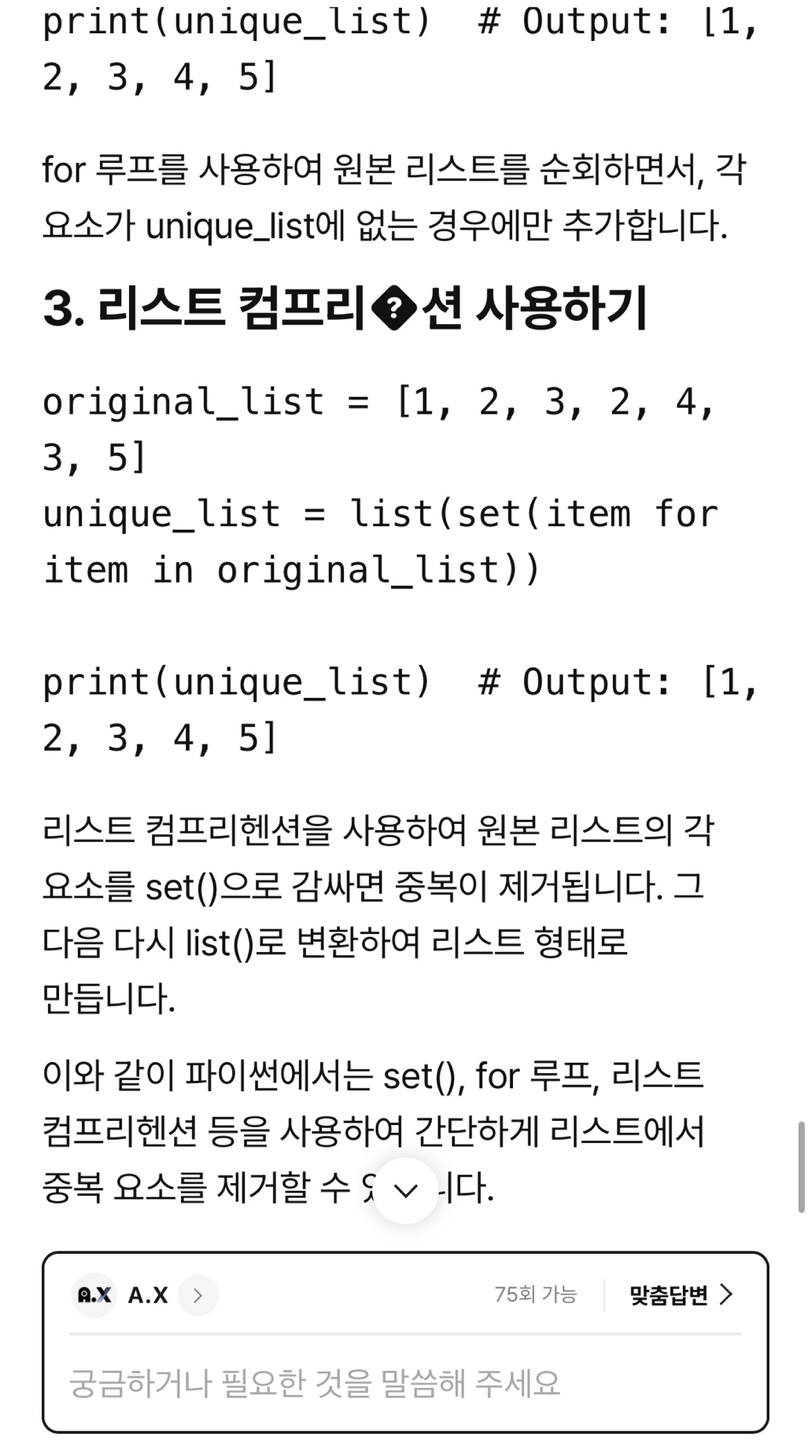 print(unique_list)  # Output: [1,
2, 3, 4, 5]
for 루프를 사용하여 원본 리스트를 순회하면서, 각
요소가 unique_list에 없는 경우에만 추가합니다.
3. 리스트 컴프리�션 사용하기
original_list = [1, 2, 3, 2, 4,
3, 5]
unique_list = list(set(item for
item in original_list))
print(unique_list)  # Output: [1,
2, 3, 4, 5]
리스트 컴프리헨션을 사용하여 원본 리스트의 각
요소를 set()으로 감싸면 중복이 제거됩니다. 그
다음 다시 list()로 변환하여 리스트 형태로
만듭니다.
이와 같이 파이썬에서는 set(), for 루프, 리스트
컴프리헨션 등을 사용하여 간단하게 리스트에서
중복 요소를 제거할 수
A.X A.X 75회 가능 맞춤답변
궁금하거나 필요한 것을 말씀해 주세요